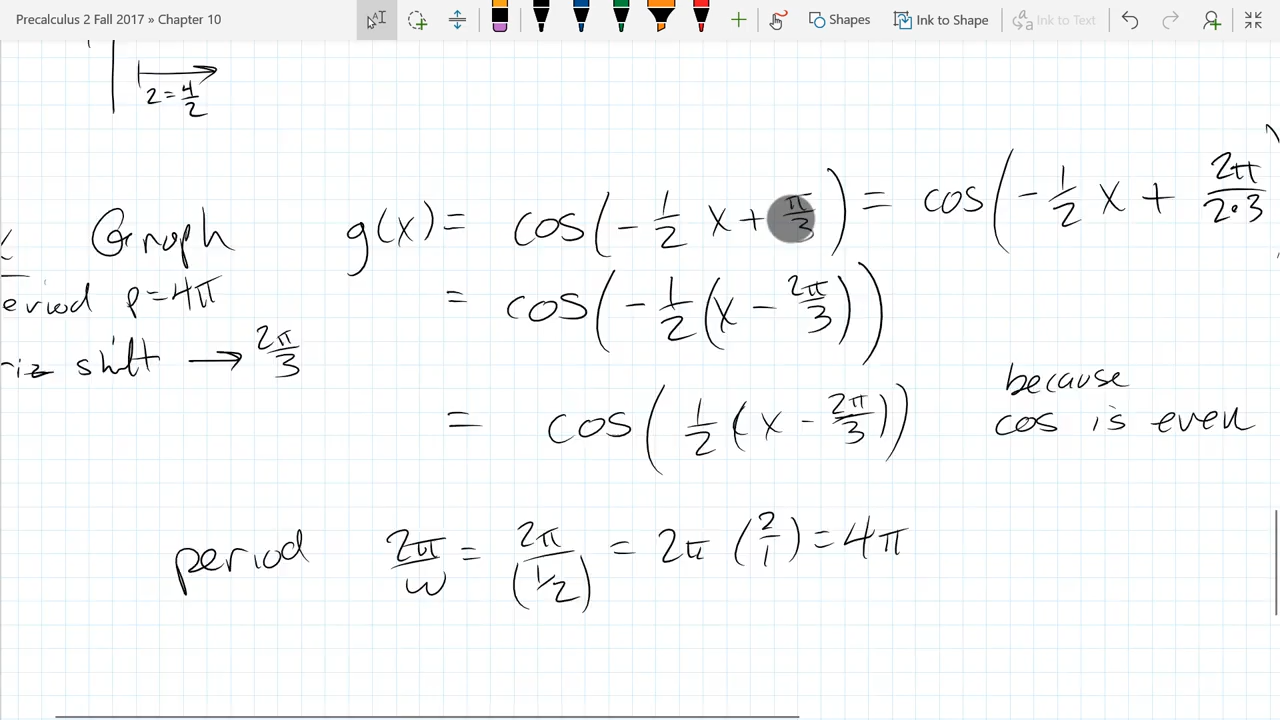 Precalculus 2 Fall 2017 » Chapter 10
Shapes
Ink to Shape
Ink to Text
2 = 4/2
Graph g(x) = cos(-1/2 x + π/3) = cos(-1/2 x + 2π/2·3)
eriod p = 4π
= cos(-1/2(x - 2π/3))
shift → 2π/3
= cos(1/2(x - 2π/3))
because
cos is even
period 2π/ω = 2π/(1/2) = 2π (2/1) = 4π